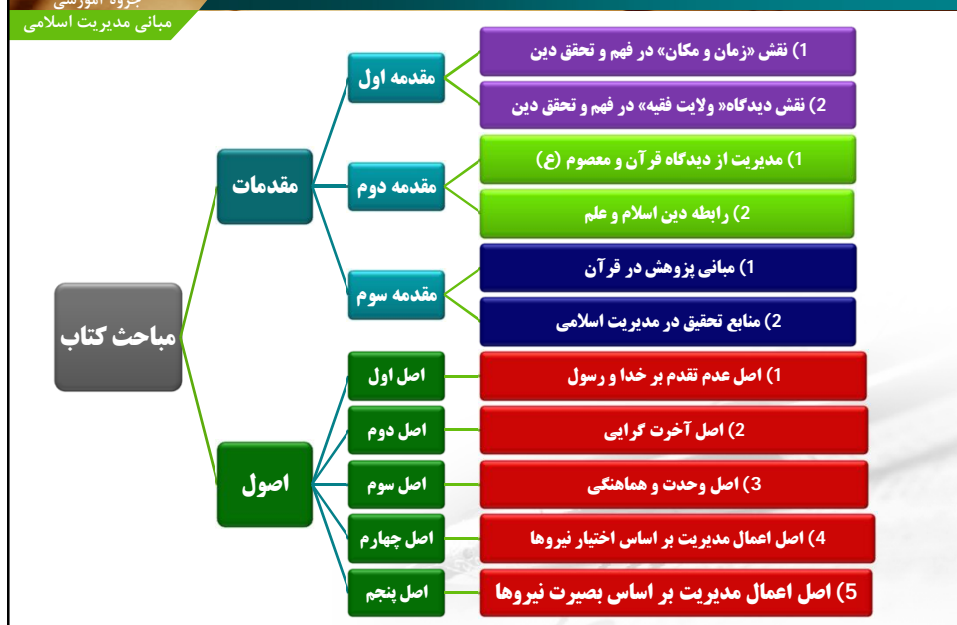 جزوه آموزشی
مبانی مدیریت اسلامی
مباحث کتاب
مقدمات
مقدمه اول
1) نقش «زمان و مکان» در فهم و تحقق دین
2) نقش دیدگاه« ولایت فقیه» در فهم و تحقق دین
مقدمه دوم
1) مدیریت از دیدگاه قرآن و معصوم (ع)
2) رابطه دین اسلام و علم
مقدمه سوم
1) مبانی پزوهش در قرآن
2) منابع تحقیق در مدیریت اسلامی
اصول
اصل اول
1) اصل عدم تقدم بر خدا و رسول
اصل دوم
2) اصل آخرت گرایی
اصل سوم
3) اصل وحدت و هماهنگی
اصل چهارم
4) اصل اعمال مدیریت بر اساس اختیار نیروها
اصل پنجم
5) اصل اعمال مدیریت بر اساس بصیرت نیروها